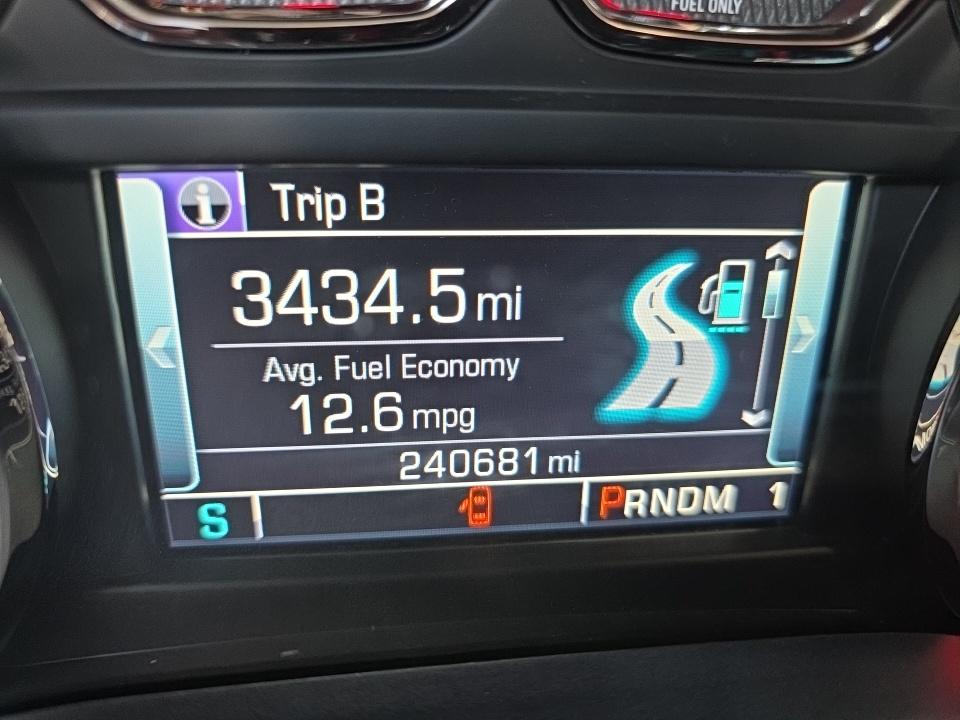 FUEL ONLY
i Trip B
3434.5 mi
Avg. Fuel Economy
12.6 mpg
240681 mi
S PRNDM 1